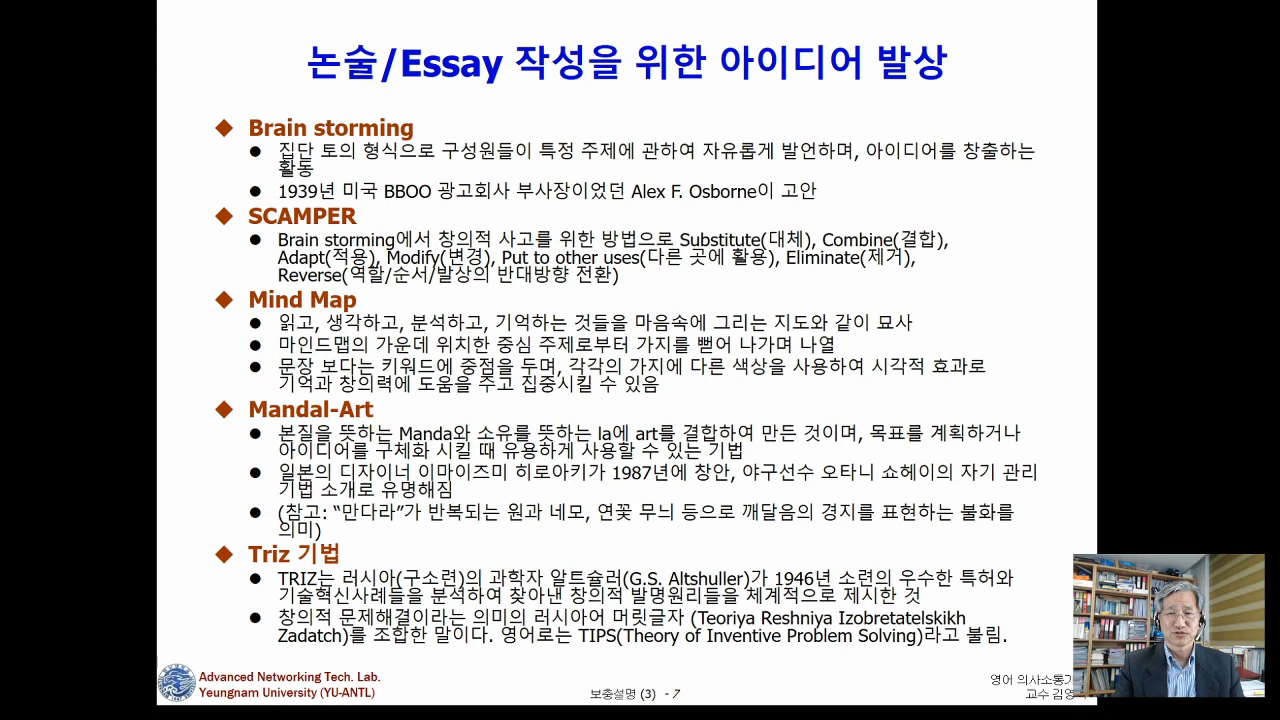 논술/Essay 작성을 위한 아이디어 발상
◆ Brain storming
● 집단 토의 형식으로 구성원들이 특정 주제에 관하여 자유롭게 발언하며, 아이디어를 창출하는
활동
● 1939년 미국 BBOO 광고회사 부사장이었던 Alex F. Osborne이 고안
◆ SCAMPER
● Brain storming에서 창의적 사고를 위한 방법으로 Substitute(대체), Combine(결합),
Adapt(적용), Modify(변경), Put to other uses(다른 곳에 활용), Eliminate(제거),
Reverse(역할/순서/발상의 반대방향 전환)
◆ Mind Map
● 읽고, 생각하고, 분석하고, 기억하는 것들을 마음속에 그리는 지도와 같이 묘사
● 마인드맵의 가운데 위치한 중심 주제로부터 가지를 뻗어 나가며 나열
● 문장 보다는 키워드에 중점을 두며, 각각의 가지에 다른 색상을 사용하여 시각적 효과로
기억과 창의력에 도움을 주고 집중시킬 수 있음
◆ Mandal-Art
● 본질을 뜻하는 Manda와 소유를 뜻하는 la에 art를 결합하여 만든 것이며, 목표를 계획하거나
아이디어를 구체화 시킬 때 유용하게 사용할 수 있는 기법
● 일본의 디자이너 이마이즈미 히로아키가 1987년에 창안, 야구선수 오타니 쇼헤이의 자기 관리
기법 소개로 유명해짐
● (참고: “만다라”가 반복되는 원과 네모, 연꽃 무늬 등으로 깨달음의 경지를 표현하는 불화를
의미)
◆ Triz 기법
● TRIZ는 러시아(구소련)의 과학자 알트슐러(G.S. Altshuller)가 1946년 소련의 우수한 특허와
기술혁신사례들을 분석하여 찾아낸 창의적 발명원리들을 체계적으로 제시한 것
● 창의적 문제해결이라는 의미의 러시아어 머릿글자 (Teoriya Reshniya Izobretatelskikh
Zadatch)를 조합한 말이다. 영어로는 TIPS(Theory of Inventive Problem Solving)라고 불림.
Advanced Networking Tech. Lab.
Yeungnam University (YU-ANTL)
보충설명 (3) - 7
영어 의사소통기
교수 김영